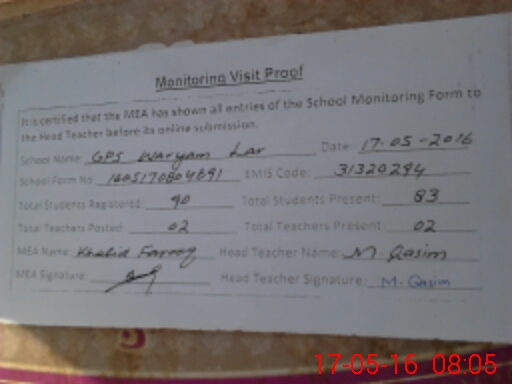 Monitoring Visit Proof
It is certified that the MEA has shown all entries of the School Monitoring Form to
the Head Teacher before its online submission.
School Name: GPS Waryam Lar Date: 17-05-2016
School Form No. 1605170804691 EMIS Code: 31320294
Total Students Registered 90 Total Students Present: 83
Total Teachers Posted 02 Total Teachers Present: 02
MEA Name Khalid Farooq Head Teacher Name: M. Qasim
MEA Signature Head Teacher Signature: M. Qasim
17-05-16 08:05